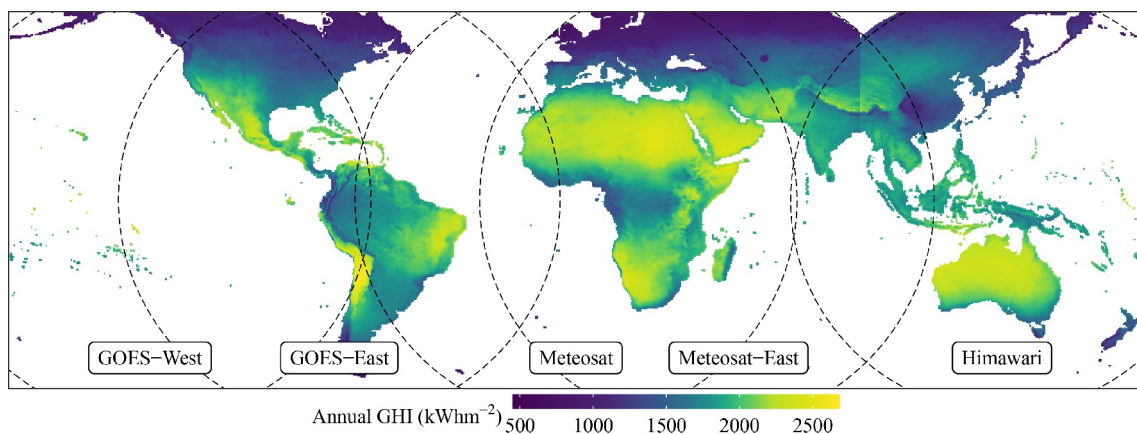 GOES−West
GOES−East
Meteosat
Meteosat−East
Himawari
Annual GHI (kWhm−2)
500 1000 1500 2000 2500